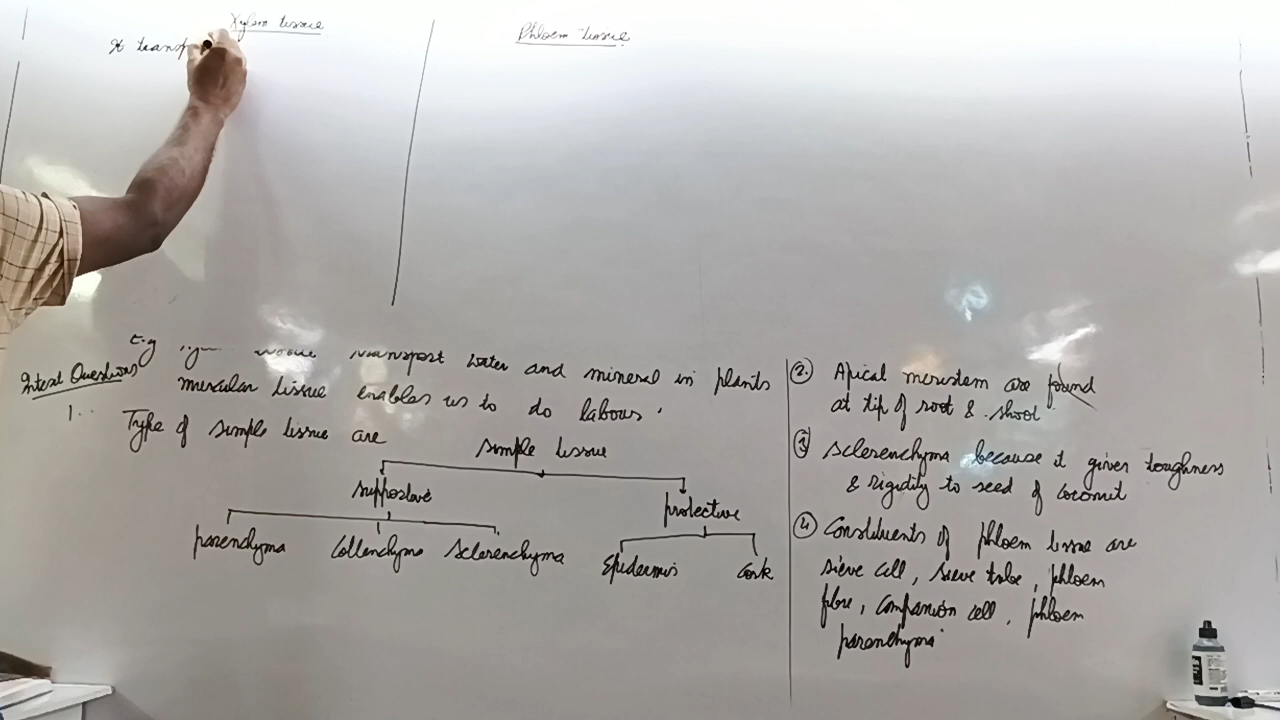 Xylem tissue
It transp
Phloem tissue
E.g
transport water and mineral in plants
Intext Questions
muscular tissue enables us to do labour.
1.
Type of simple tissue are
simple tissue
supportive
protective
parenchyma Collenchyma Sclerenchyma
Epidermis Cork
2. Apical meristem are found
at tip of root & shoot
3 Sclerenchyma because it gives toughness
& rigidity to seed of coconut
4 Constituents of phloem tissue are
sieve cell, sieve tube, phloem
fibre, companion cell, phloem
parenchyma